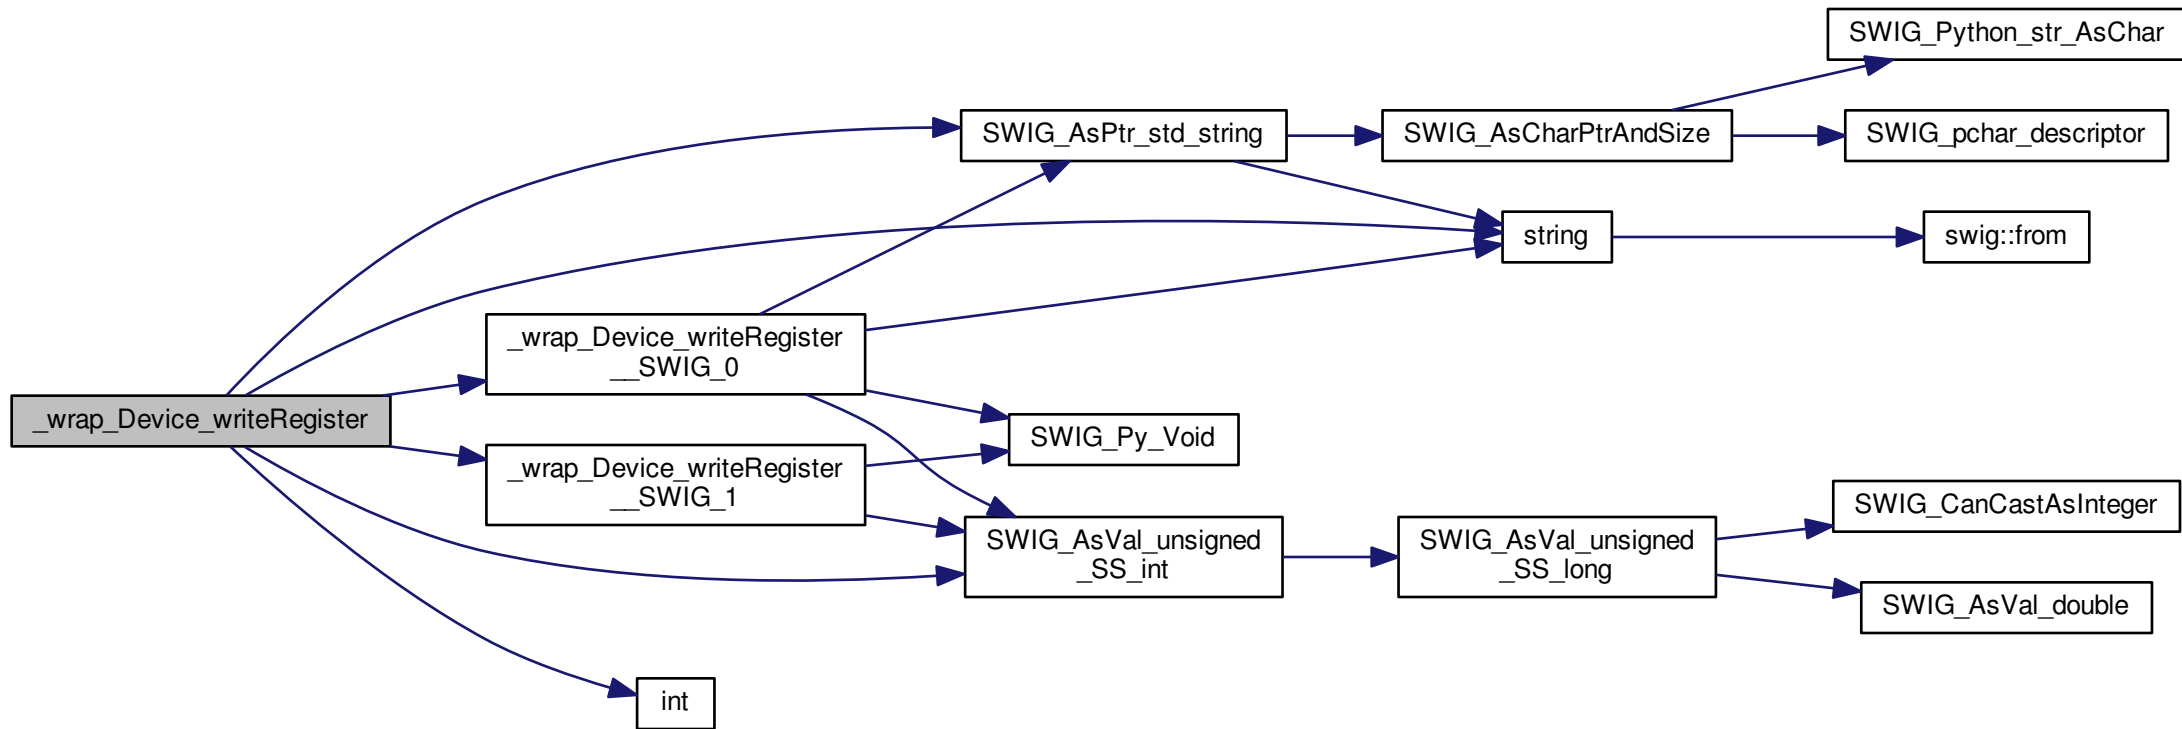 SWIG_Python_str_AsChar
SWIG_AsPtr_std_string
SWIG_AsCharPtrAndSize
SWIG_pchar_descriptor
string
swig::from
_wrap_Device_writeRegister
__SWIG_0
_wrap_Device_writeRegister
SWIG_Py_Void
_wrap_Device_writeRegister
__SWIG_1
SWIG_CanCastAsInteger
SWIG_AsVal_unsigned
_SS_int
SWIG_AsVal_unsigned
_SS_long
SWIG_AsVal_double
int